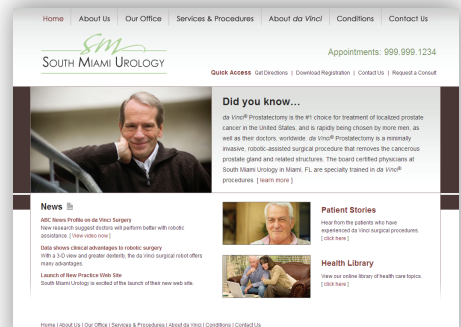 Home | About Us | Our Office | Services & Procedures | About da Vinci | Conditions | Contact Us
sm
SOUTH MIAMI UROLOGY
Appointments: 999.999.1234
Quick Access Get Directions | Download Registration | Contact Us | Request a Consult
Did you know…
da Vinci® Prostatectomy is the #1 choice for treatment of localized prostate
cancer in the United States, and is rapidly being chosen by more men, as
well as their doctors, worldwide. da Vinci® Prostatectomy is a minimally
invasive, robotic-assisted surgical procedure that removes the cancerous
prostate gland and related structures. The board certified physicians at
South Miami Urology in Miami, FL are specialty trained in da Vinci®
procedures. [ learn more ]
News
ABC News Profile on da Vinci Surgery
New research suggest doctors will perform better with robotic
assistance. [ View video now ]
Data shows clinical advantages to robotic surgery
With a 3-D view and greater dexterity, the da Vinci surgical robot offers
many advantages.
Launch of New Practice Web Site
South Miami Urology is excited of the launch of their new web site.
Patient Stories
Hear from the patients who have
experienced da Vinci surgical procedures.
[ click here ]
Health Library
View our online library of health care topics.
[ click here ]
Home | About Us | Our Office | Services & Procedures | About da Vinci | Conditions | Contact Us